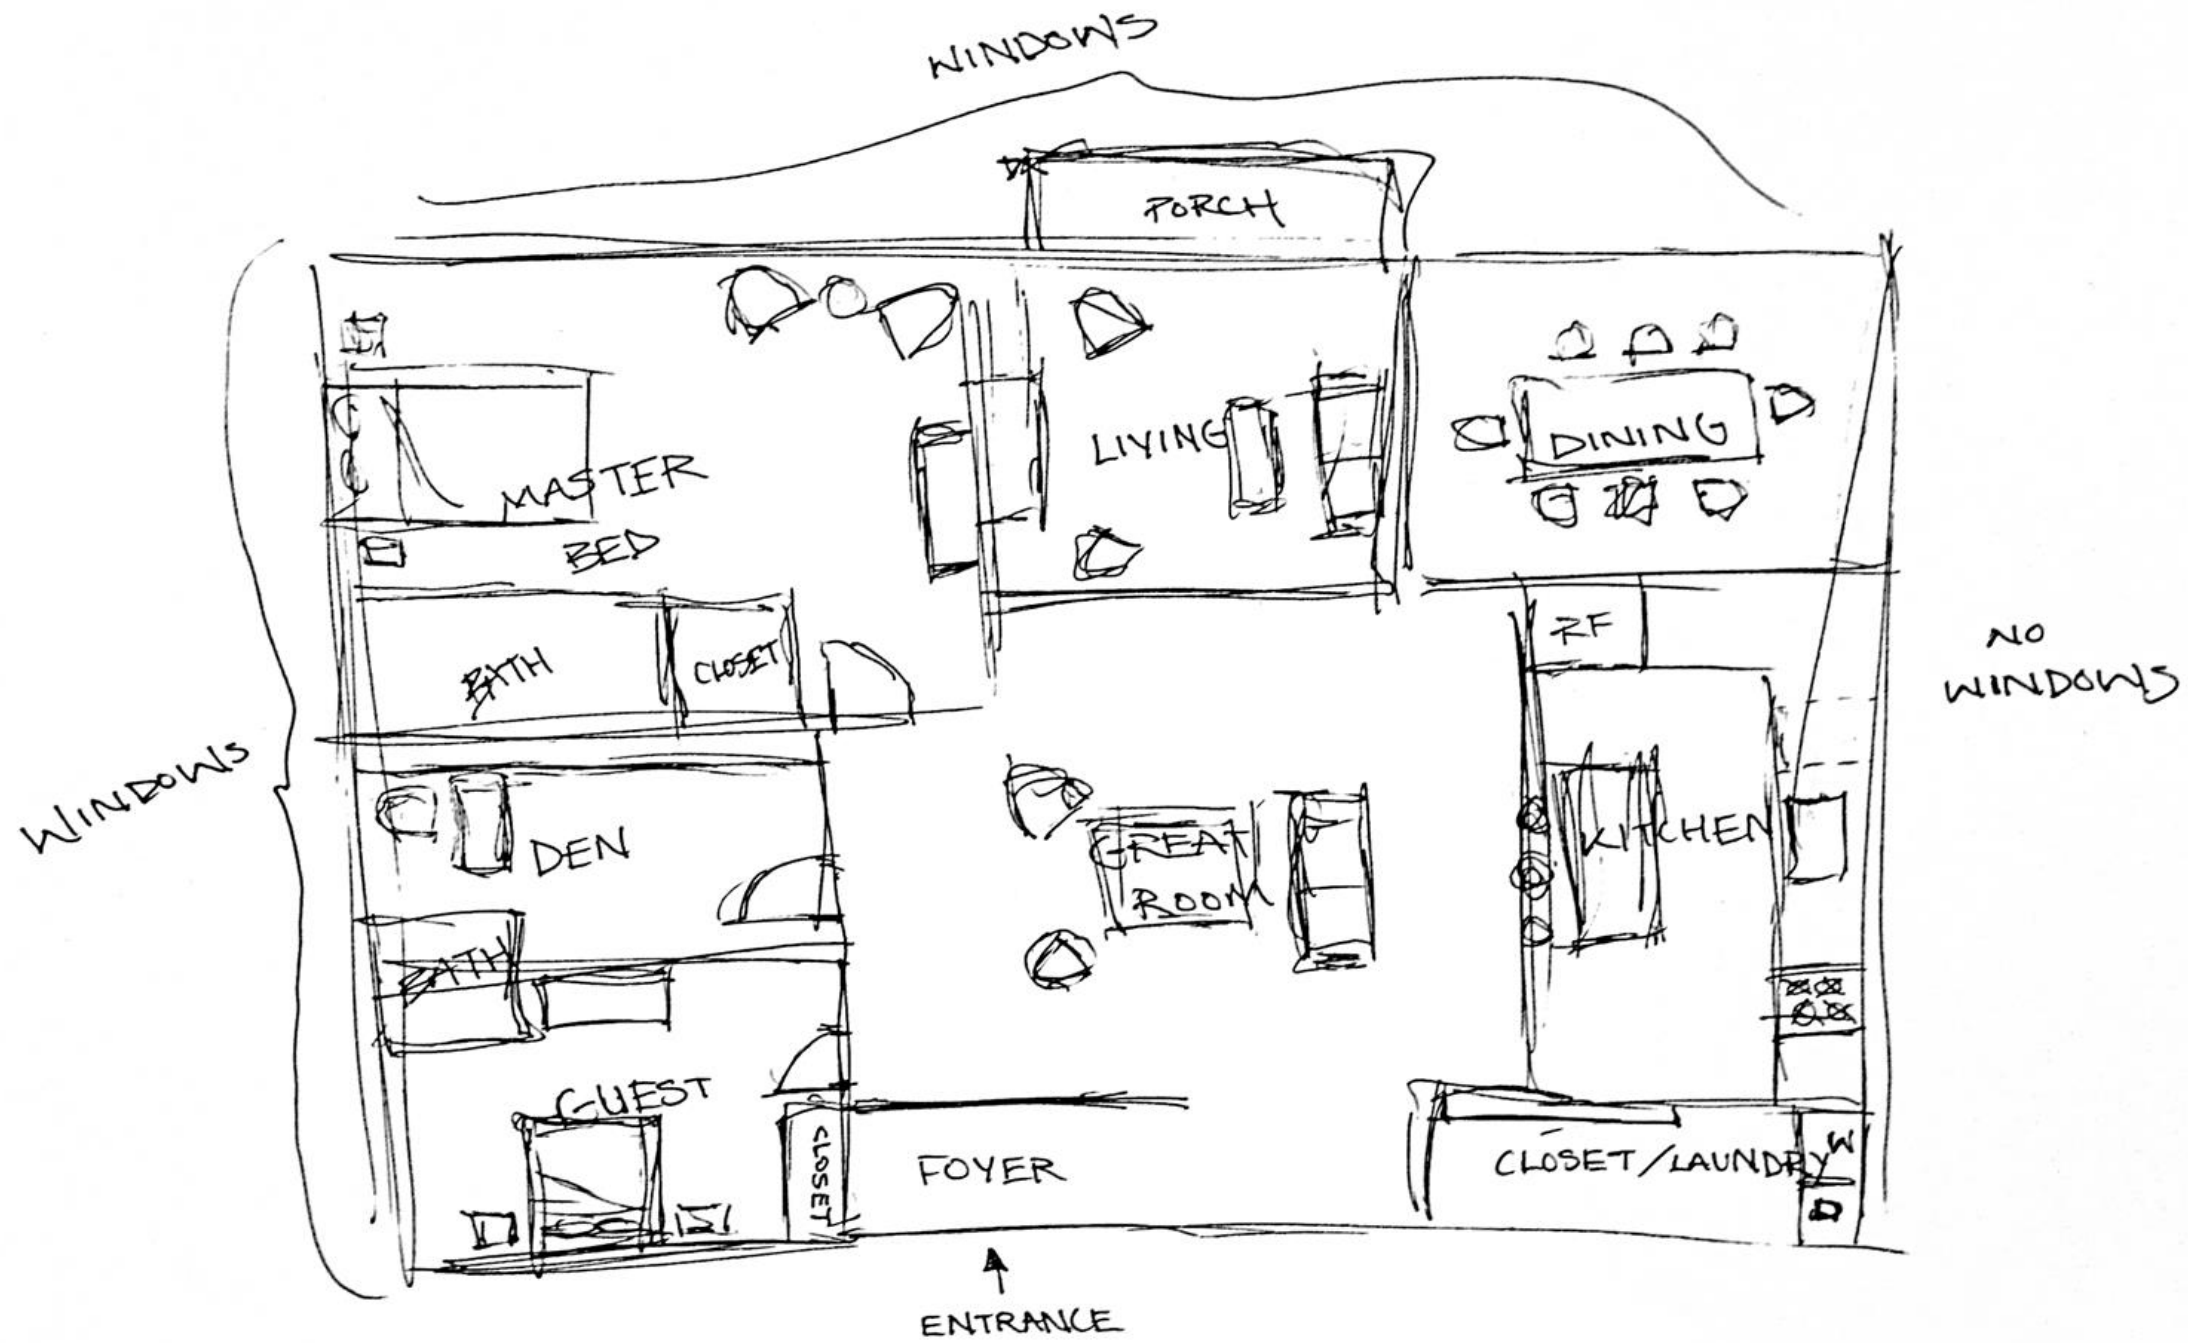 WINDOWS
PORCH
LIVING
DINING
MASTER
BED
RF
BATH
CLOSET
NO
WINDOWS
WINDOWS
DEN
GREAT
ROOM
KITCHEN
BATH
GUEST
CLOSET
FOYER
CLOSET/LAUNDRY
W
D
ENTRANCE